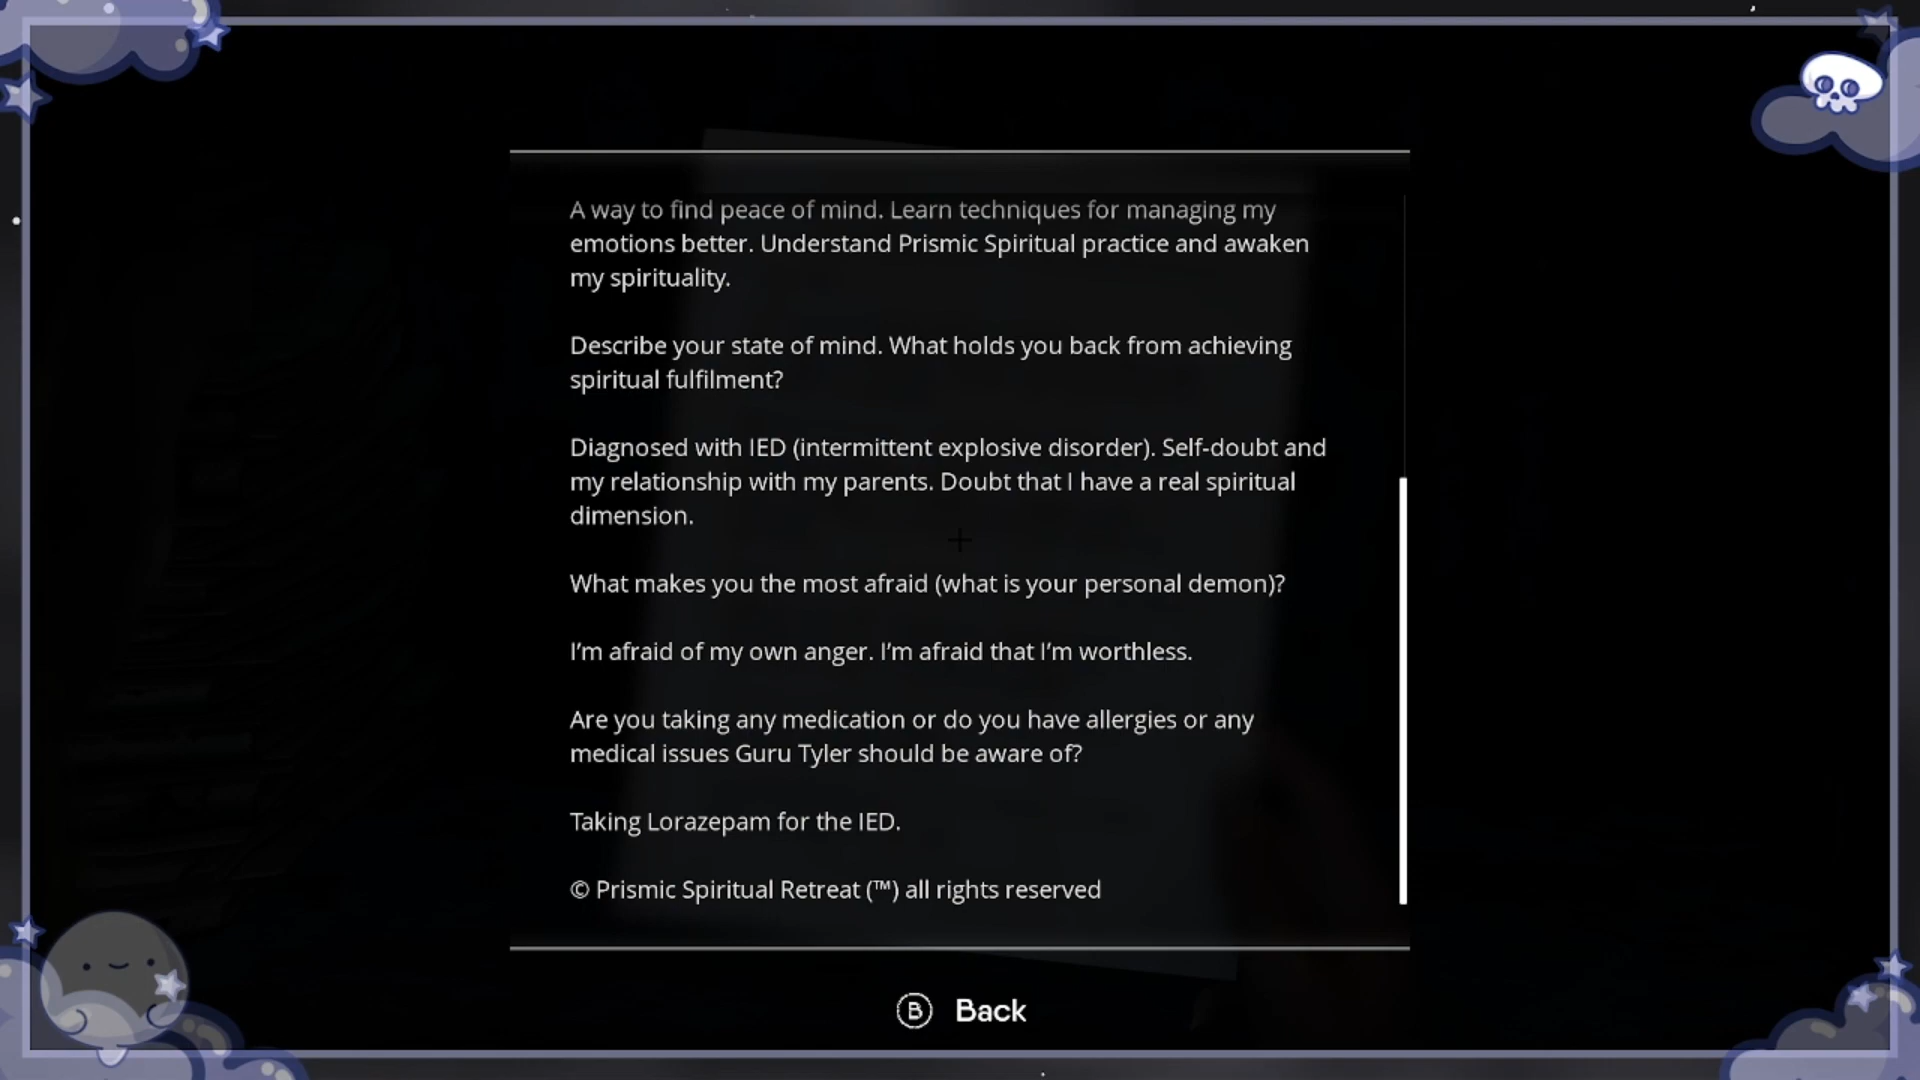 A way to find peace of mind. Learn techniques for managing my
emotions better. Understand Prismic Spiritual practice and awaken
my spirituality.
Describe your state of mind. What holds you back from achieving
spiritual fulfilment?
Diagnosed with IED (intermittent explosive disorder). Self-doubt and
my relationship with my parents. Doubt that I have a real spiritual
dimension.
What makes you the most afraid (what is your personal demon)?
I’m afraid of my own anger. I’m afraid that I’m worthless.
Are you taking any medication or do you have allergies or any
medical issues Guru Tyler should be aware of?
Taking Lorazepam for the IED.
© Prismic Spiritual Retreat (™) all rights reserved
B Back